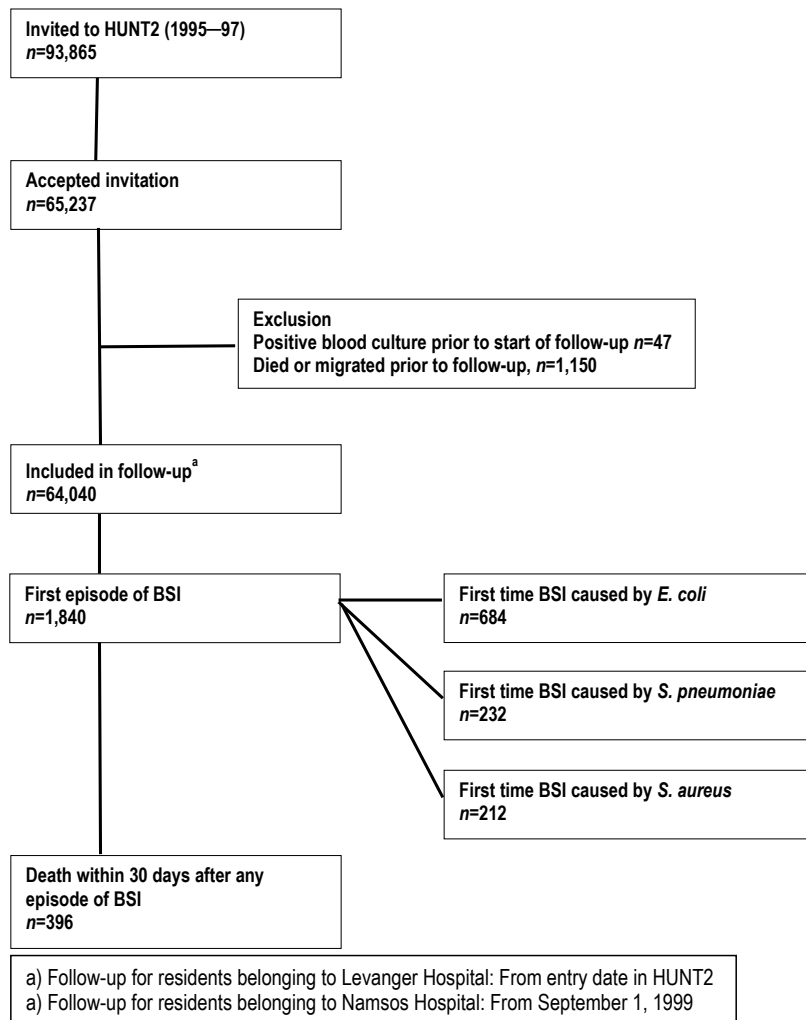 Invited to HUNT2 (1995—97)
n=93,865
Accepted invitation
n=65,237
Exclusion
Positive blood culture prior to start of follow-up n=47
Died or migrated prior to follow-up, n=1,150
Included in follow-upᵃ
n=64,040
First episode of BSI
n=1,840
First time BSI caused by E. coli
n=684
First time BSI caused by S. pneumoniae
n=232
First time BSI caused by S. aureus
n=212
Death within 30 days after any
episode of BSI
n=396
a) Follow-up for residents belonging to Levanger Hospital: From entry date in HUNT2
a) Follow-up for residents belonging to Namsos Hospital: From September 1, 1999